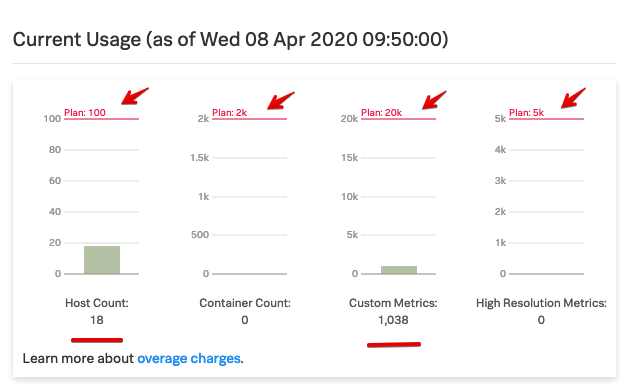 Current Usage (as of Wed 08 Apr 2020 09:50:00)
Plan: 100
100
80
60
40
20
0
Host Count:
18
Plan: 2k
2k
1.5k
1k
500
0
Container Count:
0
Plan: 20k
20k
15k
10k
5k
0
Custom Metrics:
1,038
Plan: 5k
5k
4k
3k
2k
1k
0
High Resolution Metrics:
0
Learn more about overage charges.